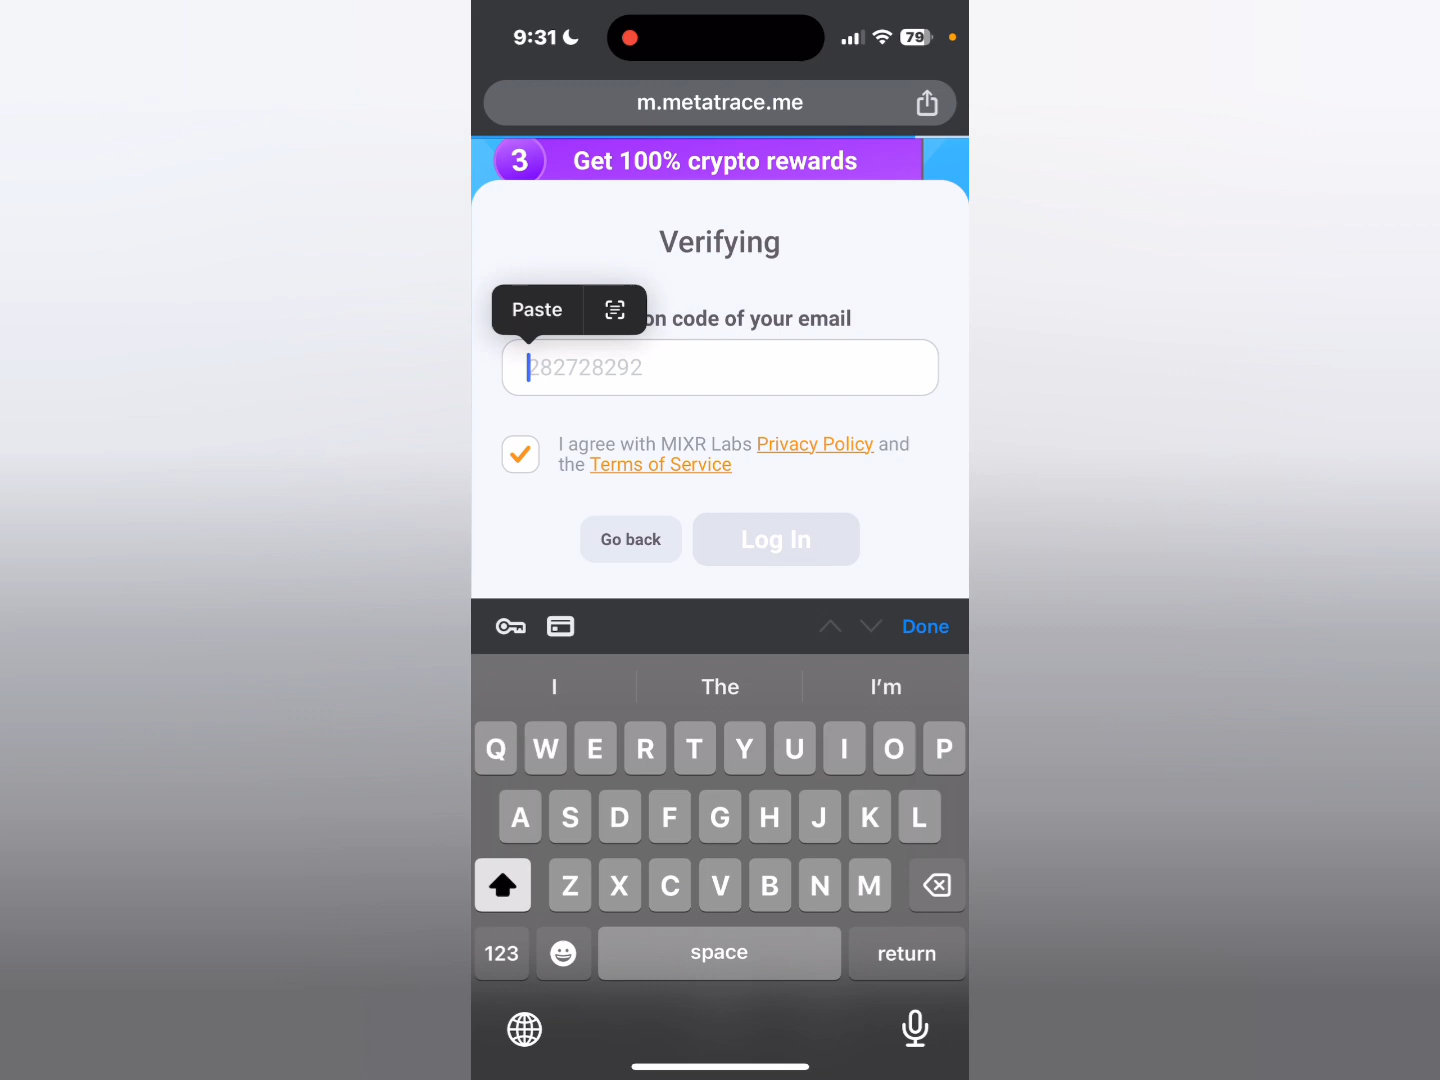 9:31
79
m.metatrace.me
3 Get 100% crypto rewards
Verifying
Paste
on code of your email
282728292
I agree with MIXR Labs Privacy Policy and
the Terms of Service
Go back Log In
Done
I The I'm
Q W E R T Y U I O P
A S D F G H J K L
Z X C V B N M
123 space return